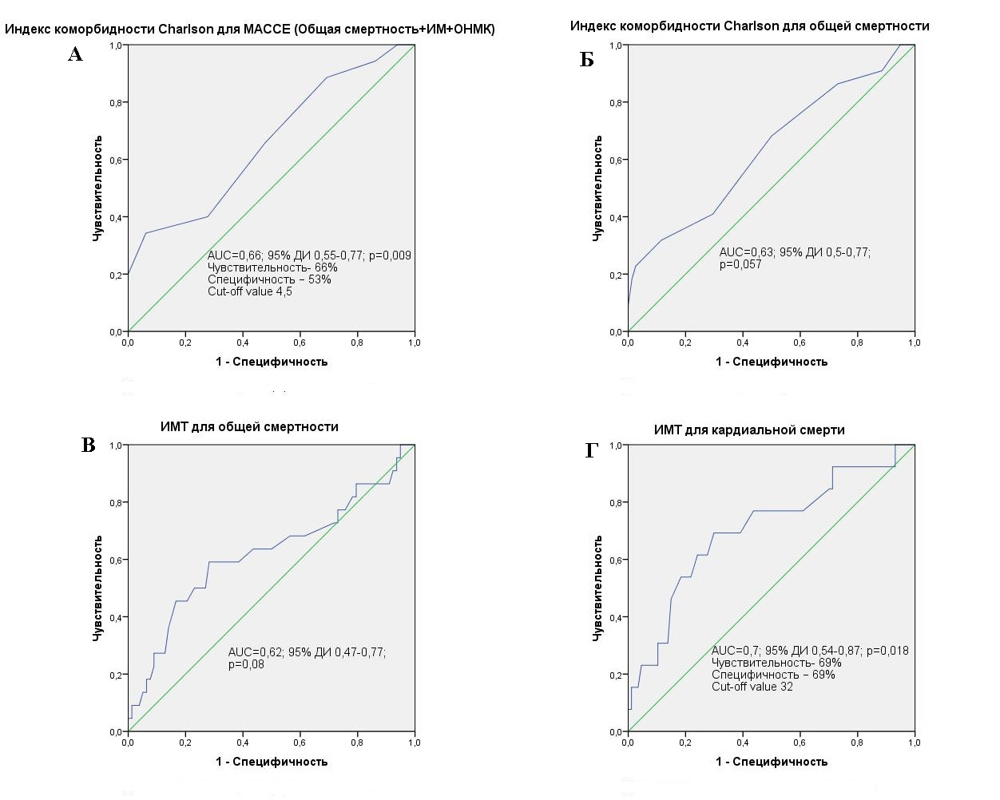 Индекс коморбидности Charlson для MACCE (Общая смертность+ИМ+ОНМК)
А
1,0
0,8
0,6
0,4
0,2
0,0
Чувствительность
AUC=0,66; 95% ДИ 0,55-0,77; p=0,009
Чувствительность- 66%
Специфичность – 53%
Cut-off value 4,5
0,0 0,2 0,4 0,6 0,8 1,0
1 - Специфичность
Индекс коморбидности Charlson для общей смертности
Б
1,0
0,8
0,6
0,4
0,2
0,0
Чувствительность
AUC=0,63; 95% ДИ 0,5-0,77;
p=0,057
0,0 0,2 0,4 0,6 0,8 1,0
1 - Специфичность
ИМТ для общей смертности
В
1,0
0,8
0,6
0,4
0,2
0,0
Чувствительность
AUC=0,62; 95% ДИ 0,47-0,77;
p=0,08
0,0 0,2 0,4 0,6 0,8 1,0
1 - Специфичность
ИМТ для кардиальной смерти
Г
1,0
0,8
0,6
0,4
0,2
0,0
Чувствительность
AUC=0,7; 95% ДИ 0,54-0,87; p=0,018
Чувствительность- 69%
Специфичность – 69%
Cut-off value 32
0,0 0,2 0,4 0,6 0,8 1,0
1 - Специфичность